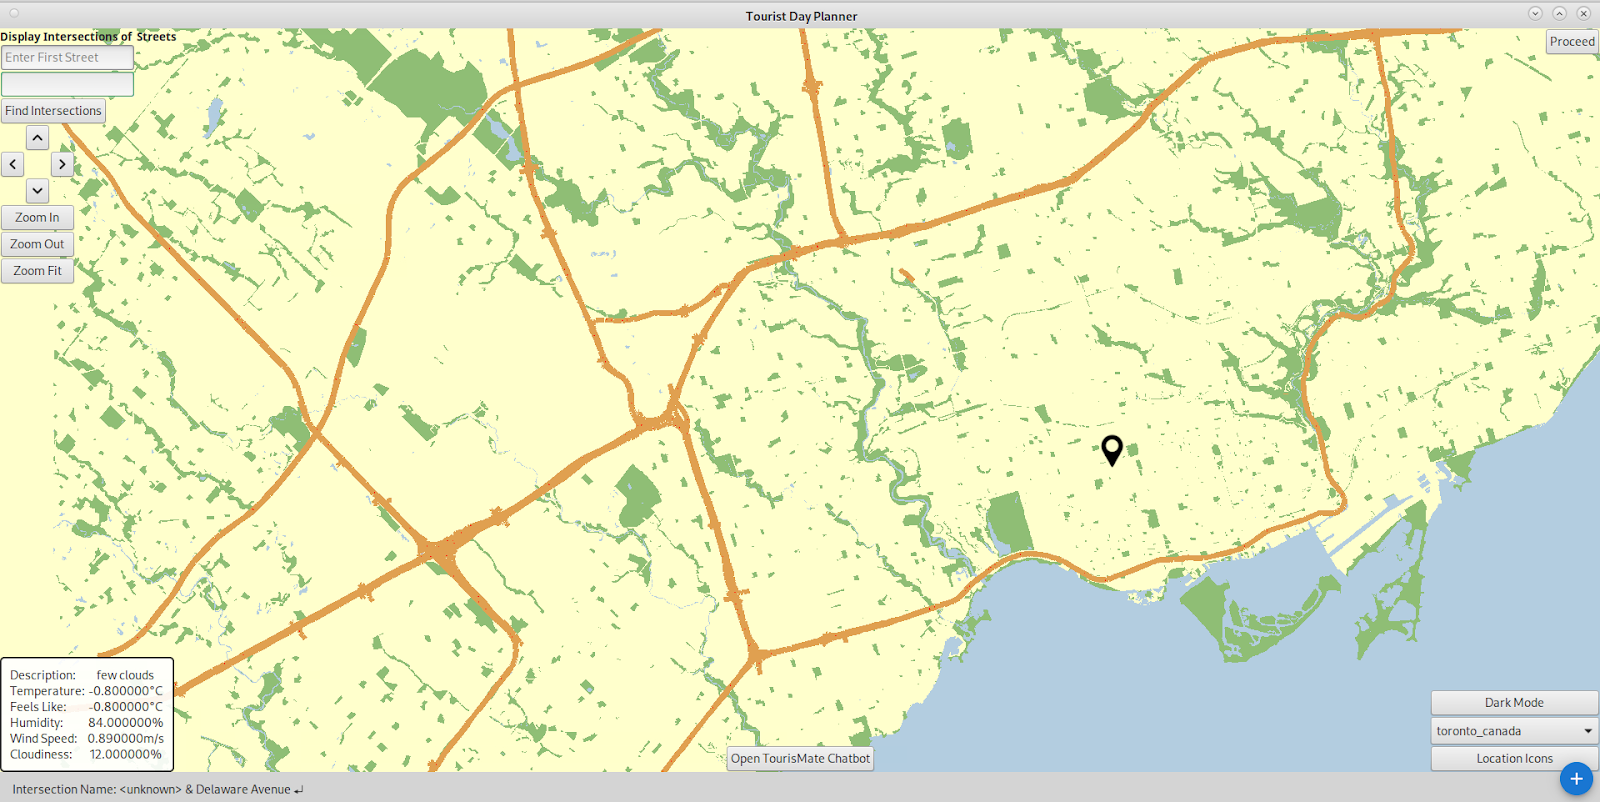 Tourist Day Planner
Display Intersections of Streets
Enter First Street
Find Intersections
Zoom In
Zoom Out
Zoom Fit
Proceed
Description: few clouds
Temperature: -0.800000°C
Feels Like: -0.800000°C
Humidity: 84.000000%
Wind Speed: 0.890000m/s
Cloudiness: 12.000000%
Open TourisMate Chatbot
Dark Mode
toronto_canada
Location Icons
Intersection Name: <unknown> & Delaware Avenue ↲